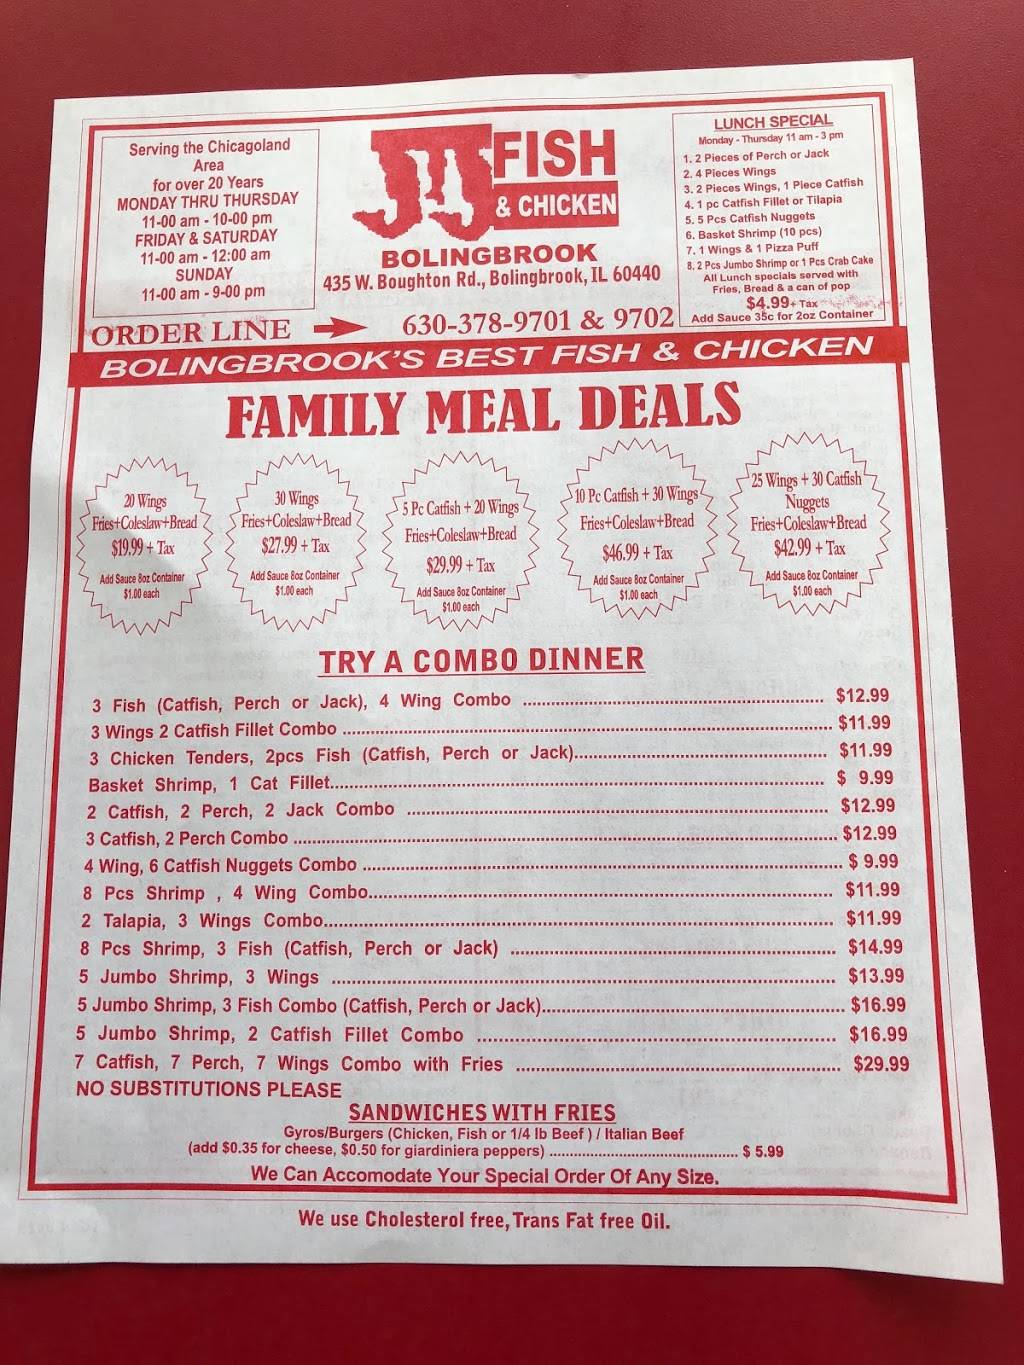 Serving the Chicagoland
Area
for over 20 Years
MONDAY THRU THURSDAY
11-00 am - 10-00 pm
FRIDAY & SATURDAY
11-00 am - 12:00 am
SUNDAY
11-00 am - 9-00 pm
JJ FISH
& CHICKEN
BOLINGBROOK
435 W. Boughton Rd., Bolingbrook, IL 60440
LUNCH SPECIAL
Monday - Thursday 11 am - 3 pm
1. 2 Pieces of Perch or Jack
2. 4 Pieces Wings
3. 2 Pieces Wings, 1 Piece Catfish
4. 1 pc Catfish Fillet or Tilapia
5. 5 Pcs Catfish Nuggets
6. Basket Shrimp (10 pcs)
7. 1 Wings & 1 Pizza Puff
8. 2 Pcs Jumbo Shrimp or 1 Pcs Crab Cake
All Lunch specials served with
Fries, Bread & a can of pop
$4.99+ Tax
Add Sauce 35c for 2oz Container
ORDER LINE 630-378-9701 & 9702
BOLINGBROOK'S BEST FISH & CHICKEN
FAMILY MEAL DEALS
20 Wings
Fries+Coleslaw+Bread
$19.99 + Tax
Add Sauce 8oz Container
$1.00 each
30 Wings
Fries+Coleslaw+Bread
$27.99 + Tax
Add Sauce 8oz Container
$1.00 each
5 Pc Catfish + 20 Wings
Fries+Coleslaw+Bread
$29.99 + Tax
Add Sauce 8oz Container
$1.00 each
10 Pc Catfish + 30 Wings
Fries+Coleslaw+Bread
$46.99 + Tax
Add Sauce 8oz Container
$1.00 each
25 Wings + 30 Catfish
Nuggets
Fries+Coleslaw+Bread
$42.99 + Tax
Add Sauce 8oz Container
$1.00 each
TRY A COMBO DINNER
3 Fish (Catfish, Perch or Jack), 4 Wing Combo ........ $12.99
3 Wings 2 Catfish Fillet Combo ........ $11.99
3 Chicken Tenders, 2pcs Fish (Catfish, Perch or Jack)........ $11.99
Basket Shrimp, 1 Cat Fillet........ $ 9.99
2 Catfish, 2 Perch, 2 Jack Combo ........ $12.99
3 Catfish, 2 Perch Combo ........ $12.99
4 Wing, 6 Catfish Nuggets Combo ........ $ 9.99
8 Pcs Shrimp , 4 Wing Combo........ $11.99
2 Talapia, 3 Wings Combo........ $11.99
8 Pcs Shrimp, 3 Fish (Catfish, Perch or Jack) ........ $14.99
5 Jumbo Shrimp, 3 Wings ........ $13.99
5 Jumbo Shrimp, 3 Fish Combo (Catfish, Perch or Jack)........ $16.99
5 Jumbo Shrimp, 2 Catfish Fillet Combo ........ $16.99
7 Catfish, 7 Perch, 7 Wings Combo with Fries ........ $29.99
NO SUBSTITUTIONS PLEASE
SANDWICHES WITH FRIES
Gyros/Burgers (Chicken, Fish or 1/4 lb Beef ) / Italian Beef
(add $0.35 for cheese, $0.50 for giardiniera peppers) ........ $ 5.99
We Can Accomodate Your Special Order Of Any Size.
We use Cholesterol free, Trans Fat free Oil.